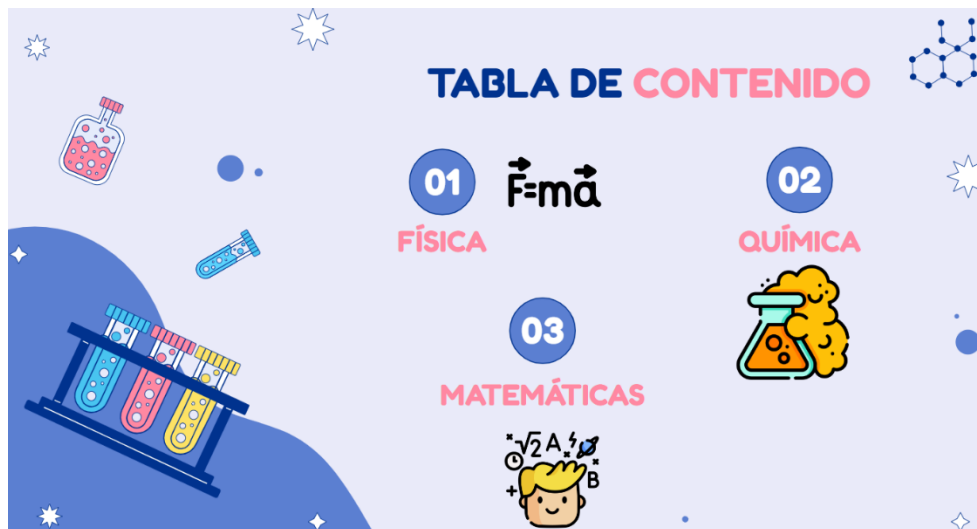 TABLA DE CONTENIDO
01
F=ma
02
FÍSICA
QUÍMICA
03
MATEMÁTICAS
√2 A
B
+